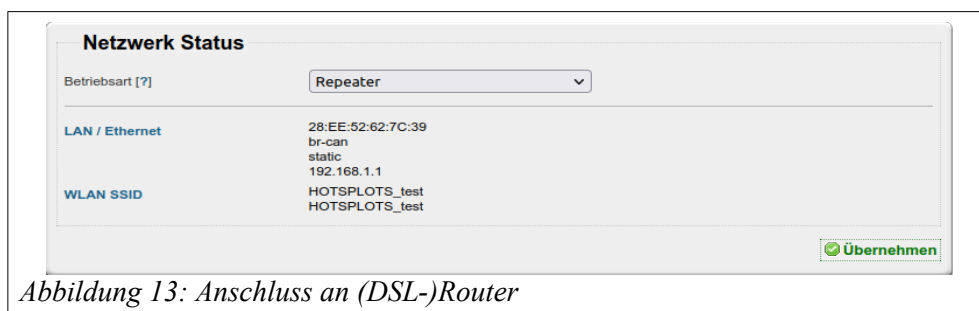 Netzwerk Status
Betriebsart [?]
Repeater
LAN / Ethernet
28:EE:52:62:7C:39
br-can
static
192.168.1.1
WLAN SSID
HOTSPLOTS_test
HOTSPLOTS_test
Übernehmen
Abbildung 13: Anschluss an (DSL-)Router